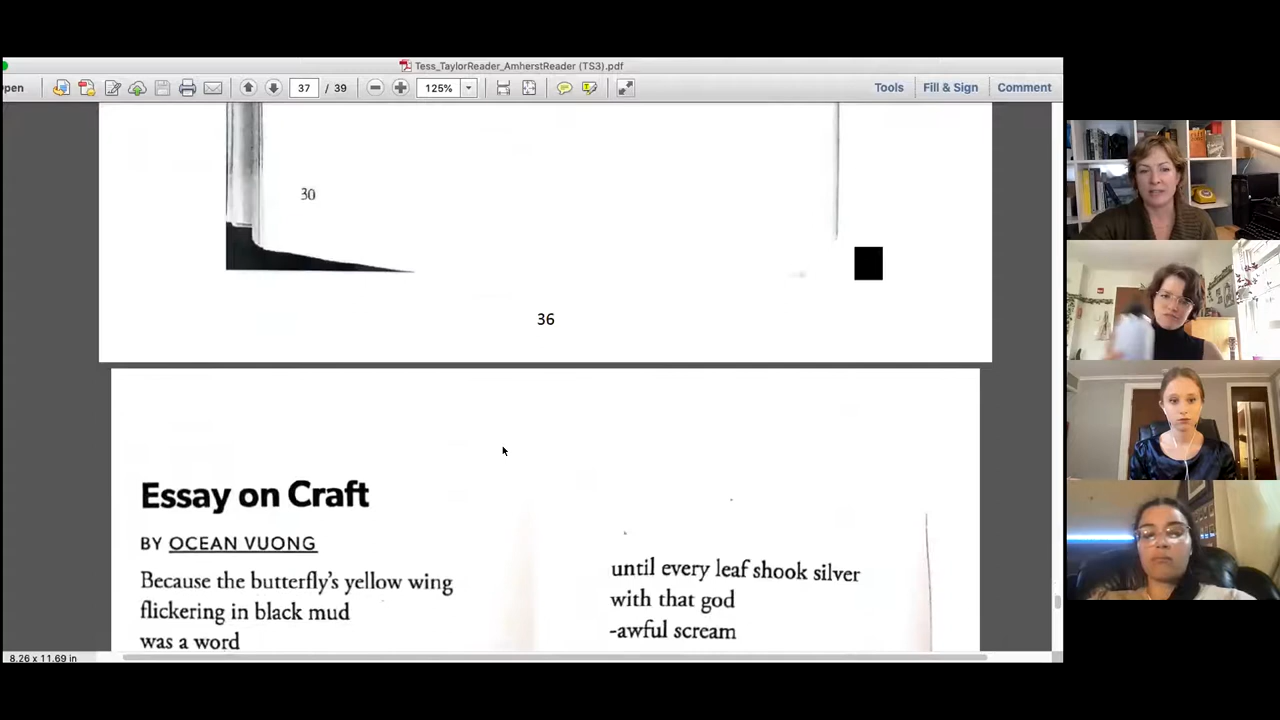 Tess_TaylorReader_AmherstReader (TS3).pdf
pen
37 / 39
125%
Tools
Fill & Sign
Comment
30
36
Essay on Craft
BY OCEAN VUONG
Because the butterfly's yellow wing
flickering in black mud
was a word
until every leaf shook silver
with that god
-awful scream
8.26 x 11.69 in